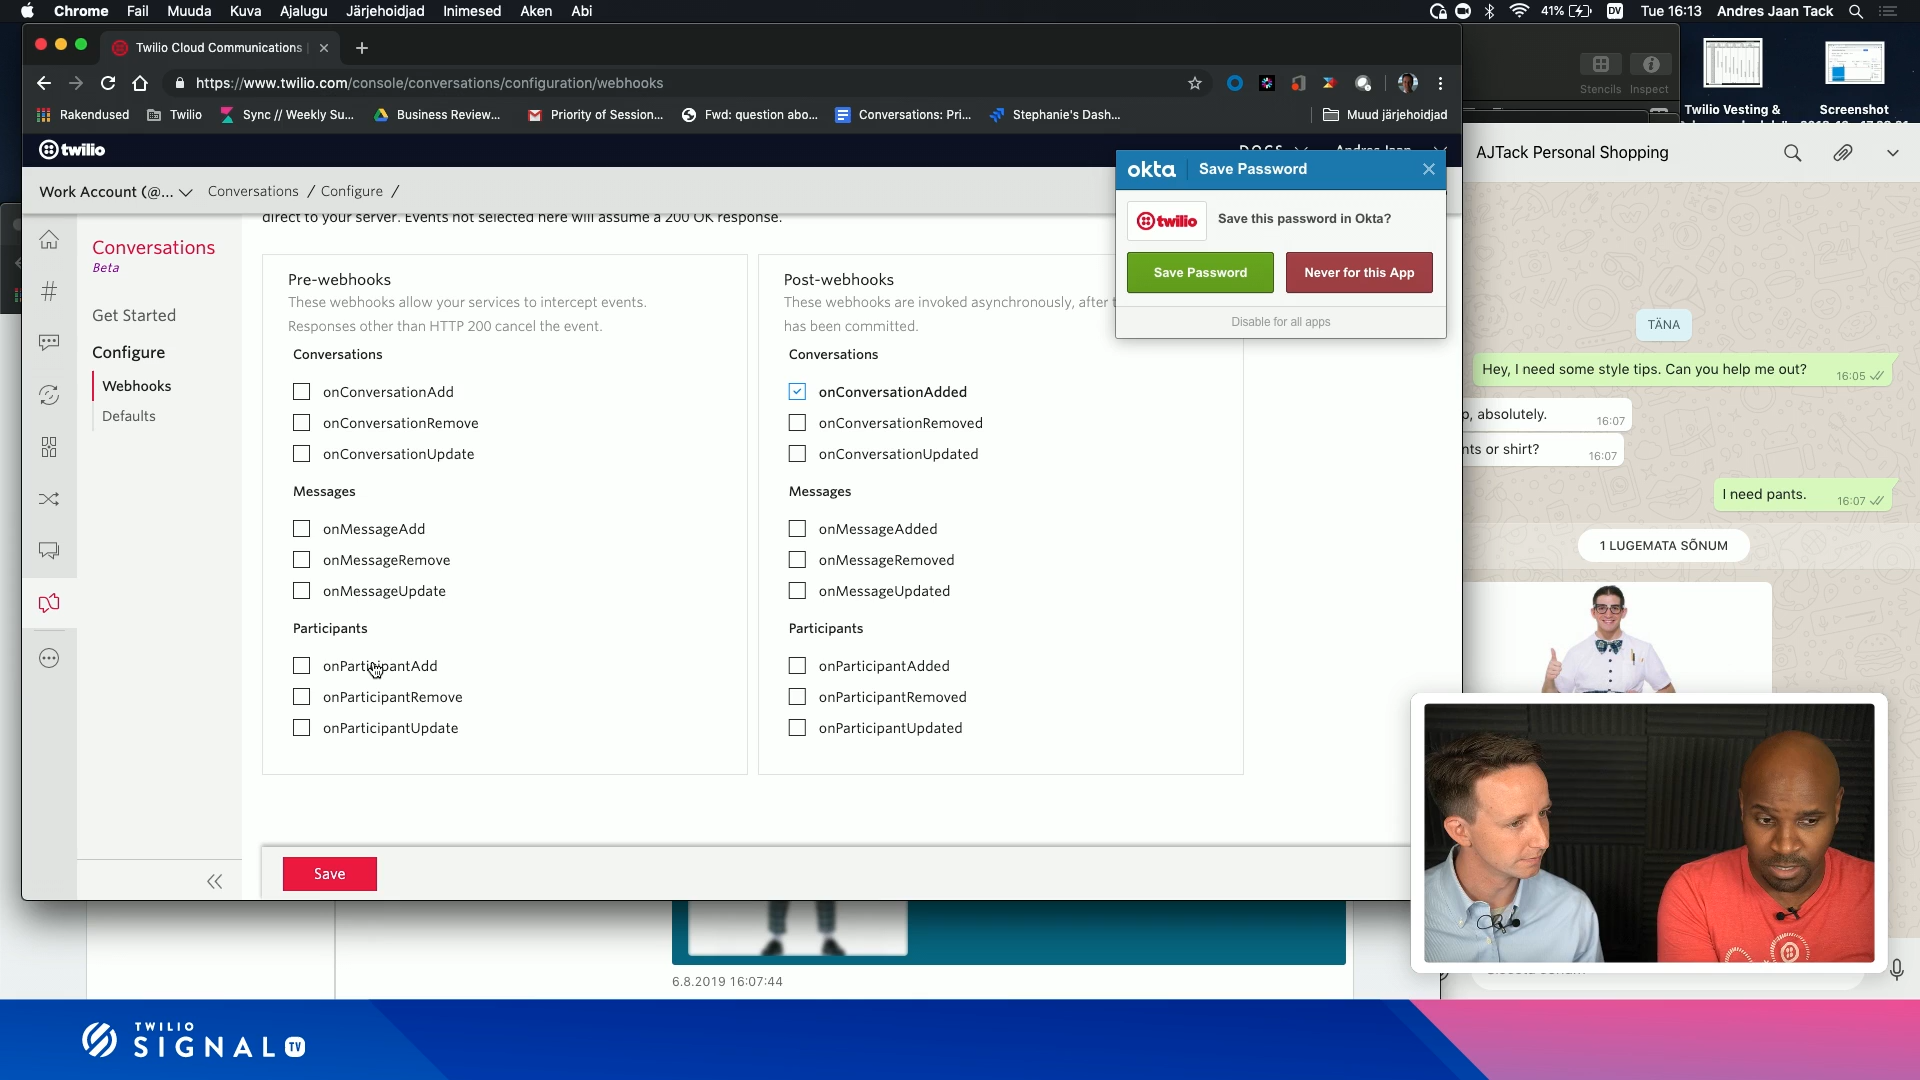 Chrome Fail Muuda Kuva Ajalugu Järjehoidjad Inimesed Aken Abi
41% DV Tue 16:13 Andres Jaan Tack
Twilio Cloud Communications
https://www.twilio.com/console/conversations/configuration/webhooks
Rakendused Twilio Sync // Weekly Su... Business Review... Priority of Session... Fwd: question abo... Conversations: Pri... Stephanie's Dash... Muud järjehoidjad
Stencils Inspect
Twilio Vesting &
Screenshot
twilio
DOCS Andres Jaan
Work Account (@... Conversations / Configure /
direct to your server. Events not selected here will assume a 200 OK response.
Conversations
Beta
Get Started
Configure
Webhooks
Defaults
Pre-webhooks
These webhooks allow your services to intercept events.
Responses other than HTTP 200 cancel the event.
Conversations
onConversationAdd
onConversationRemove
onConversationUpdate
Messages
onMessageAdd
onMessageRemove
onMessageUpdate
Participants
onParticipantAdd
onParticipantRemove
onParticipantUpdate
Post-webhooks
These webhooks are invoked asynchronously, after
has been committed.
Conversations
onConversationAdded
onConversationRemoved
onConversationUpdated
Messages
onMessageAdded
onMessageRemoved
onMessageUpdated
Participants
onParticipantAdded
onParticipantRemoved
onParticipantUpdated
Save
okta Save Password
twilio Save this password in Okta?
Save Password Never for this App
Disable for all apps
AJTack Personal Shopping
TÄNA
Hey, I need some style tips. Can you help me out? 16:05
absolutely. 16:07
or shirt? 16:07
I need pants. 16:07
1 LUGEMATA SÕNUM
6.8.2019 16:07:44
TWILIO
SIGNAL TV